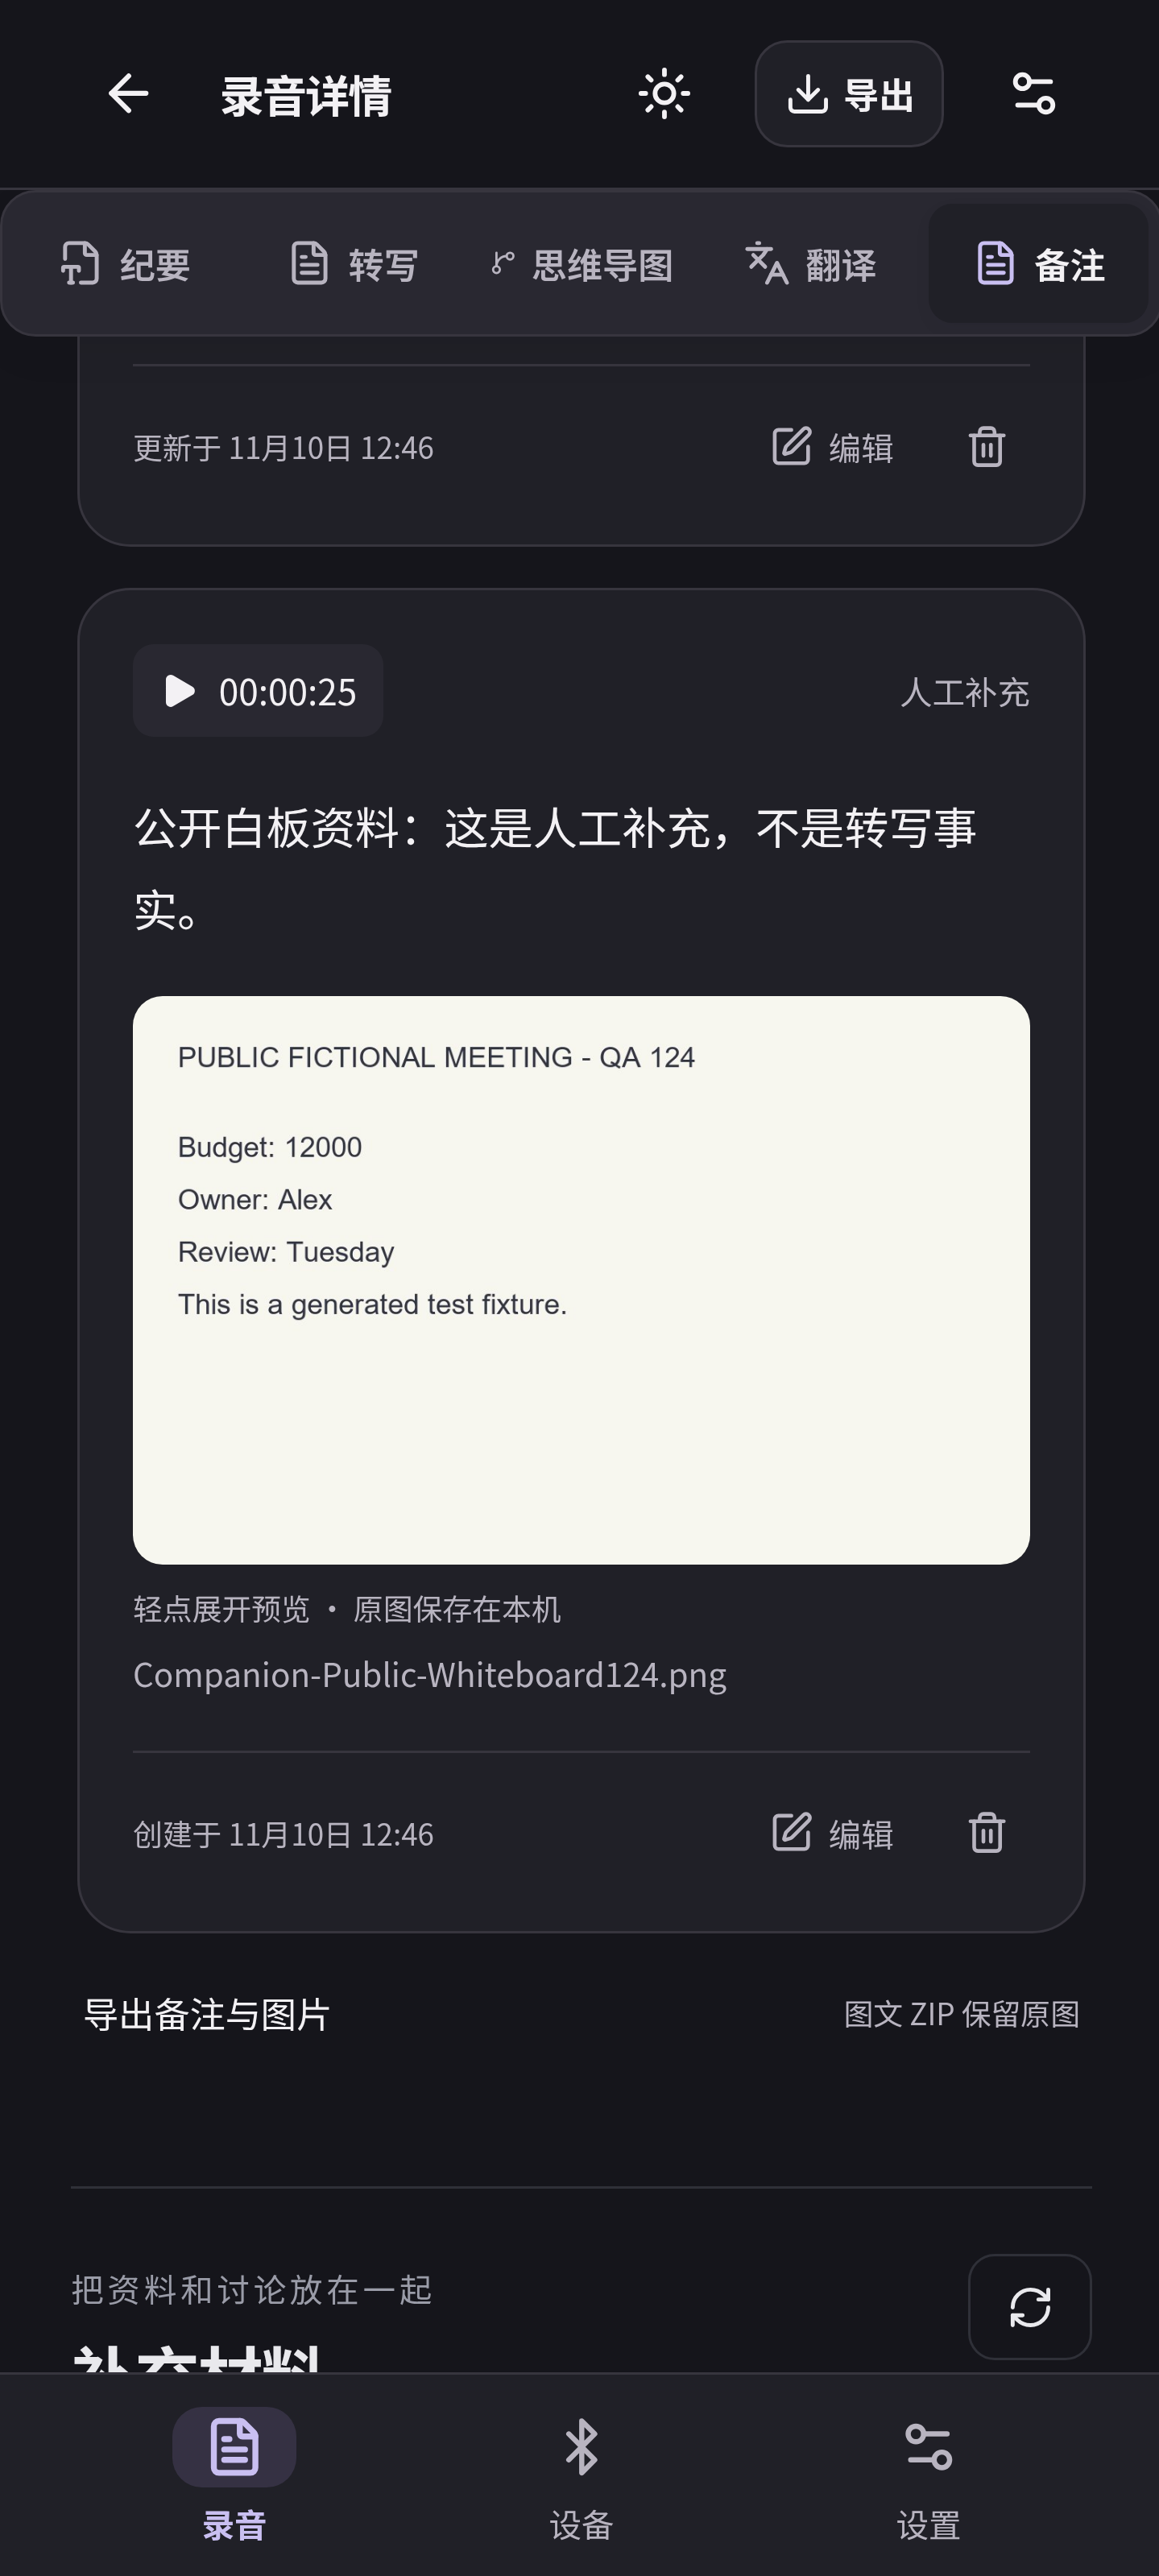 录音详情
导出
纪要
转写
思维导图
翻译
备注
更新于 11月10日 12:46
编辑
00:00:25
人工补充
公开白板资料：这是人工补充，不是转写事
实。
PUBLIC FICTIONAL MEETING - QA 124
Budget: 12000
Owner: Alex
Review: Tuesday
This is a generated test fixture.
轻点展开预览 · 原图保存在本机
Companion-Public-Whiteboard124.png
创建于 11月10日 12:46
编辑
导出备注与图片
图文 ZIP 保留原图
把资料和讨论放在一起
补充材料
录音
设备
设置